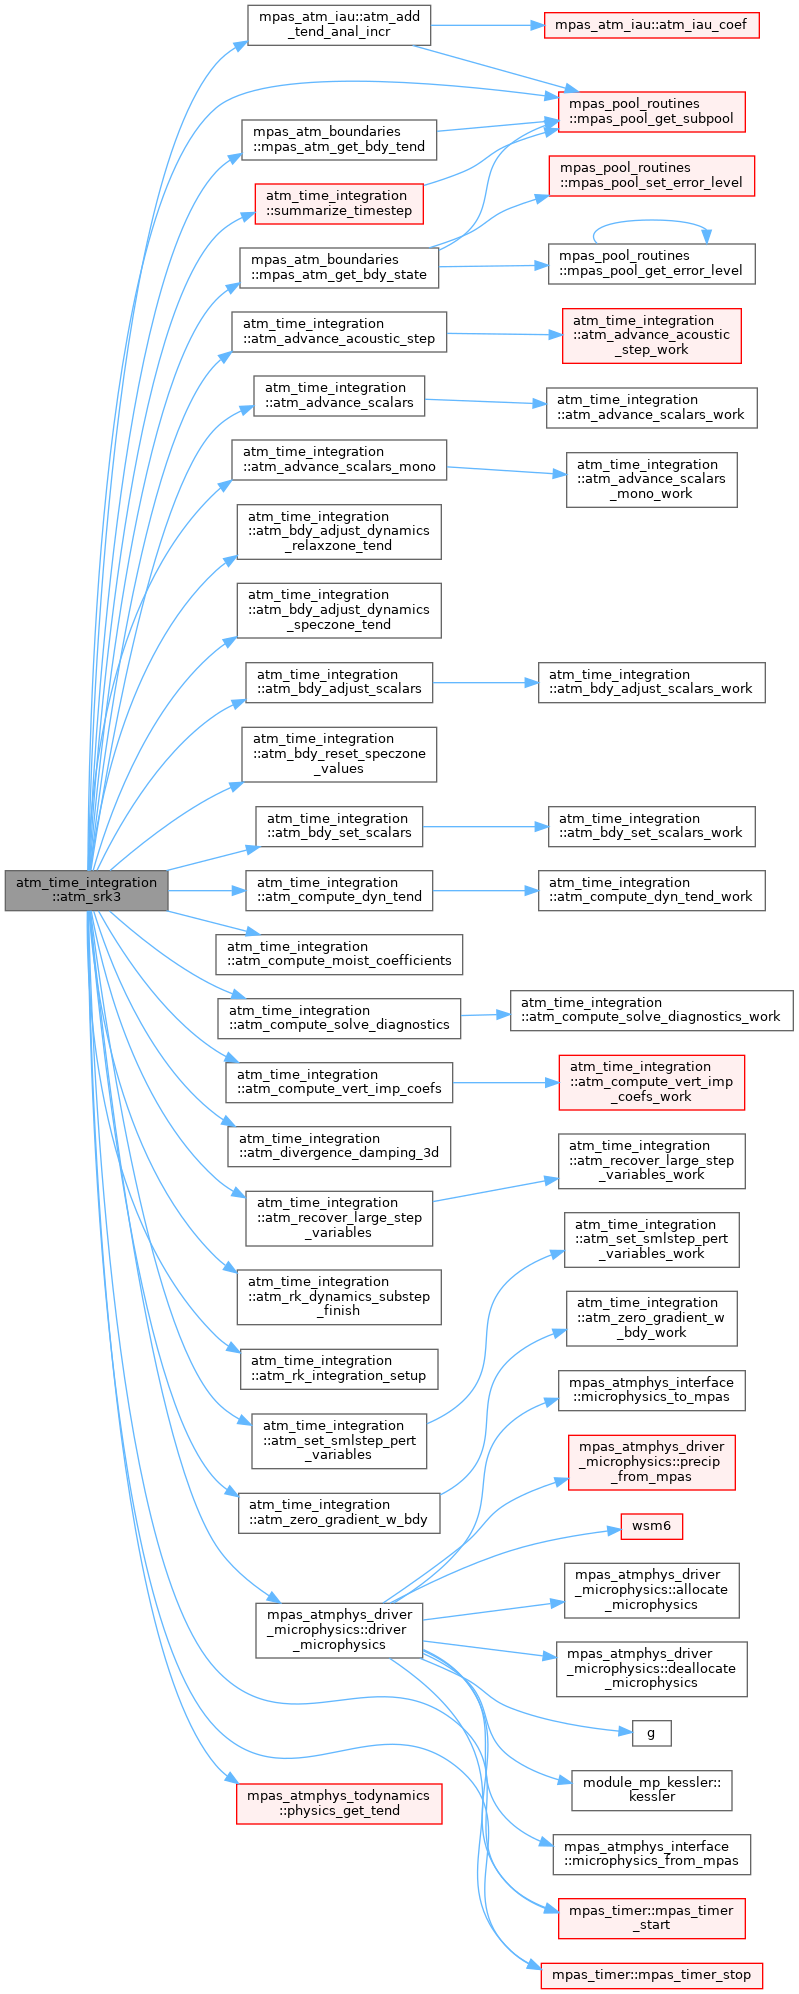 mpas_atm_iau::atm_add
_tend_anal_incr
mpas_atm_iau::atm_iau_coef
mpas_pool_routines
::mpas_pool_get_subpool
mpas_atm_boundaries
::mpas_atm_get_bdy_tend
mpas_pool_routines
::mpas_pool_set_error_level
atm_time_integration
::summarize_timestep
mpas_atm_boundaries
::mpas_atm_get_bdy_state
mpas_pool_routines
::mpas_pool_get_error_level
atm_time_integration
::atm_advance_acoustic_step
atm_time_integration
::atm_advance_acoustic
_step_work
atm_time_integration
::atm_advance_scalars
atm_time_integration
::atm_advance_scalars_work
atm_time_integration
::atm_advance_scalars_mono
atm_time_integration
::atm_advance_scalars
_mono_work
atm_time_integration
::atm_bdy_adjust_dynamics
_relaxzone_tend
atm_time_integration
::atm_bdy_adjust_dynamics
_speczone_tend
atm_time_integration
::atm_bdy_adjust_scalars
atm_time_integration
::atm_bdy_adjust_scalars_work
atm_time_integration
::atm_bdy_reset_speczone
_values
atm_time_integration
::atm_bdy_set_scalars
atm_time_integration
::atm_bdy_set_scalars_work
atm_time_integration
::atm_srk3
atm_time_integration
::atm_compute_dyn_tend
atm_time_integration
::atm_compute_dyn_tend_work
atm_time_integration
::atm_compute_moist_coefficients
atm_time_integration
::atm_compute_solve_diagnostics
atm_time_integration
::atm_compute_solve_diagnostics_work
atm_time_integration
::atm_compute_vert_imp_coefs
atm_time_integration
::atm_compute_vert_imp
_coefs_work
atm_time_integration
::atm_divergence_damping_3d
atm_time_integration
::atm_recover_large_step
_variables_work
atm_time_integration
::atm_recover_large_step
_variables
atm_time_integration
::atm_set_smlstep_pert
_variables_work
atm_time_integration
::atm_rk_dynamics_substep
_finish
atm_time_integration
::atm_zero_gradient_w
_bdy_work
atm_time_integration
::atm_rk_integration_setup
mpas_atmphys_interface
::microphysics_to_mpas
atm_time_integration
::atm_set_smlstep_pert
_variables
mpas_atmphys_driver
_microphysics::precip
_from_mpas
atm_time_integration
::atm_zero_gradient_w_bdy
wsm6
mpas_atmphys_driver
_microphysics::allocate
_microphysics
mpas_atmphys_driver
_microphysics::driver
_microphysics
mpas_atmphys_driver
_microphysics::deallocate
_microphysics
g
module_mp_kessler::
kessler
mpas_atmphys_todynamics
::physics_get_tend
mpas_atmphys_interface
::microphysics_from_mpas
mpas_timer::mpas_timer
_start
mpas_timer::mpas_timer_stop